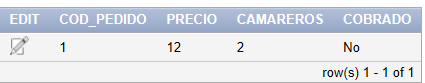 EDIT COD_PEDIDO PRECIO CAMAREROS COBRADO
1 12 2 No
row(s) 1 - 1 of 1